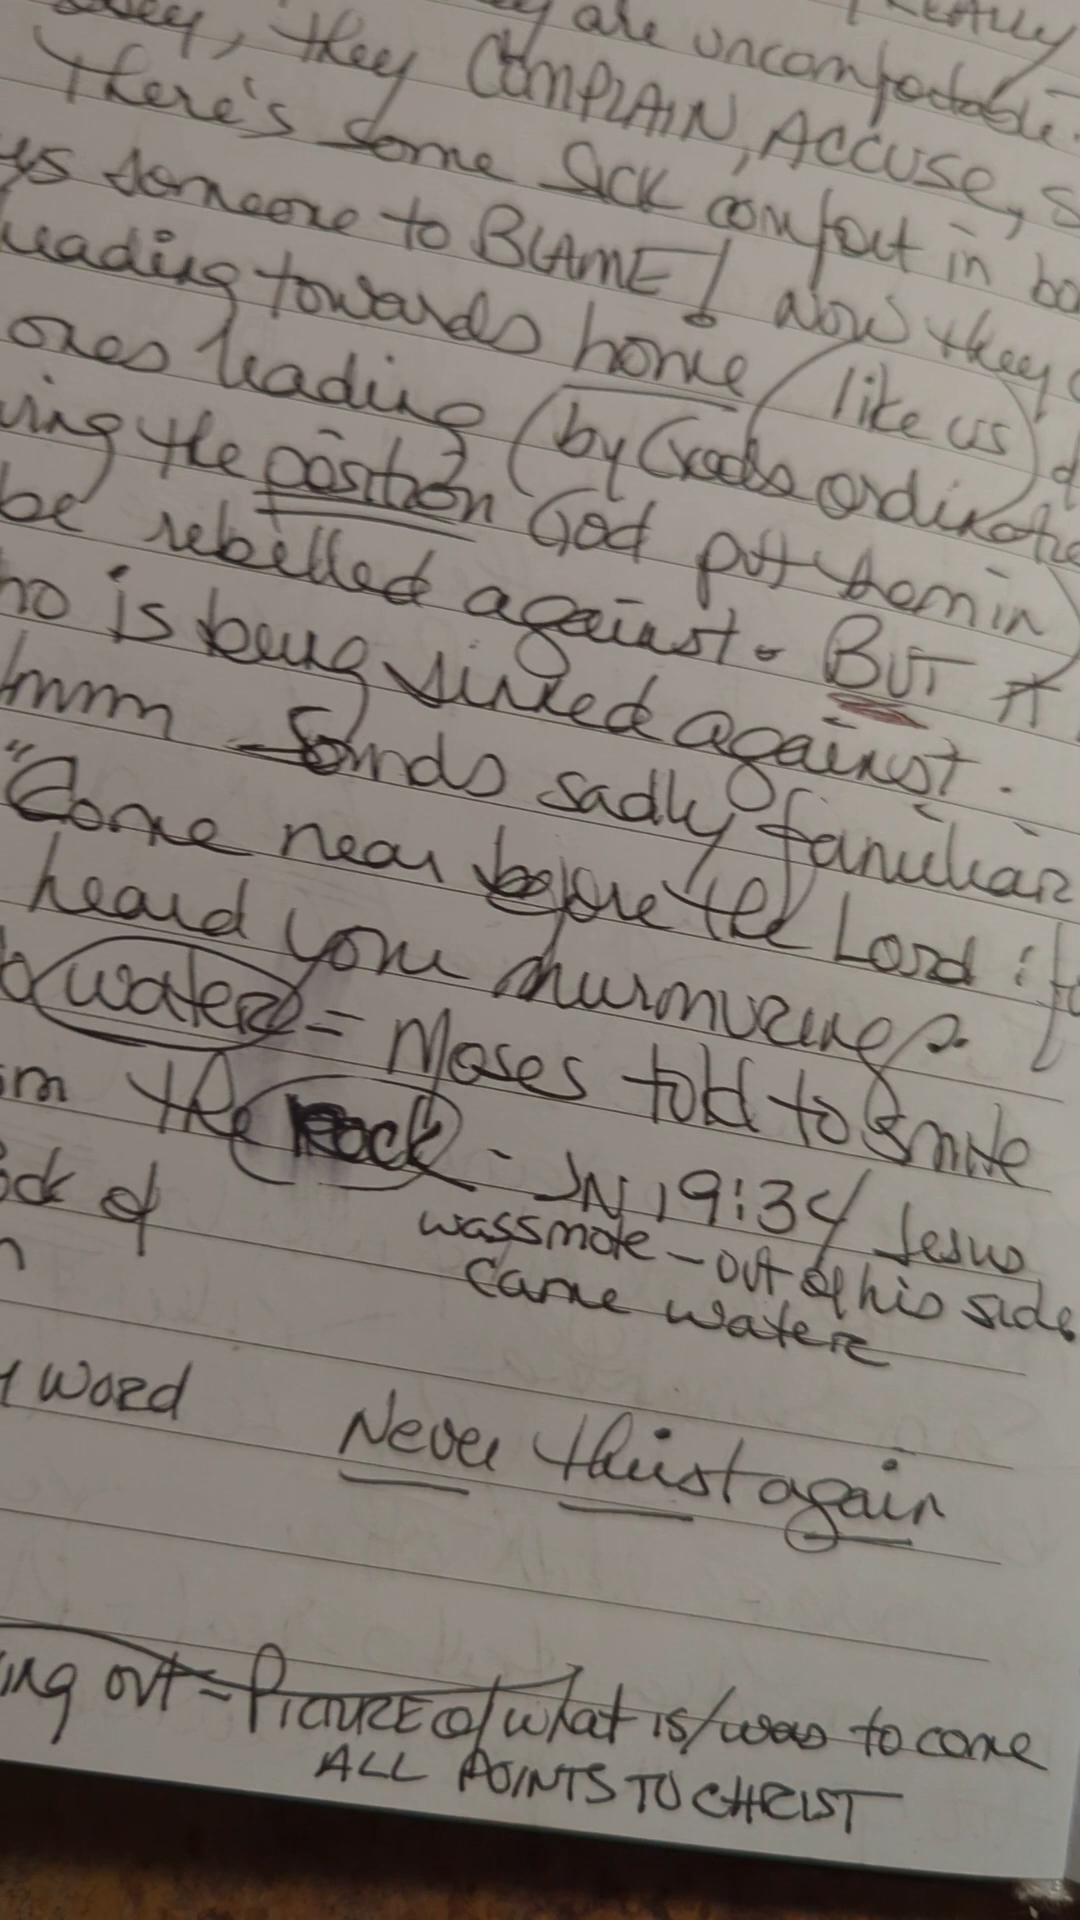 they are uncomfortable
they COMPLAIN, ACCUSE,
There's some sick comfort in
someone to BLAME! Now they
leading towards home (like us)
ones leading (by Gods
the position God put them in
be rebelled against. BUT it
is being sinned against.
sounds sadly familiar
"Come near before the Lord: 
heard your murmurings.
water = Moses told to smite
the rock - JN 19:34 Jesus
of was smote - out of his side
came water
WORD Never thirst again
out = PICTURE of what is/was to come
ALL POINTS TO CHRIST